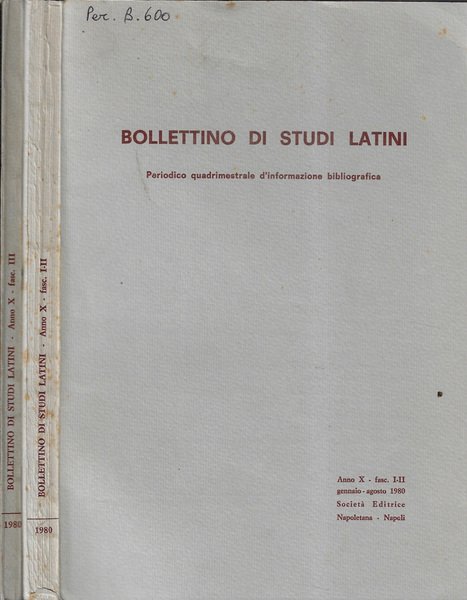 Per. B. 600
BOLLETTINO DI STUDI LATINI
Periodico quadrimestrale d'informazione bibliografica
Anno X - fasc. I-II
gennaio - agosto 1980
Società Editrice
Napoletana - Napoli
BOLLETTINO DI STUDI LATINI - Anno X - fasc. III
1980
BOLLETTINO DI STUDI LATINI - Anno X - fasc. I-II
1980